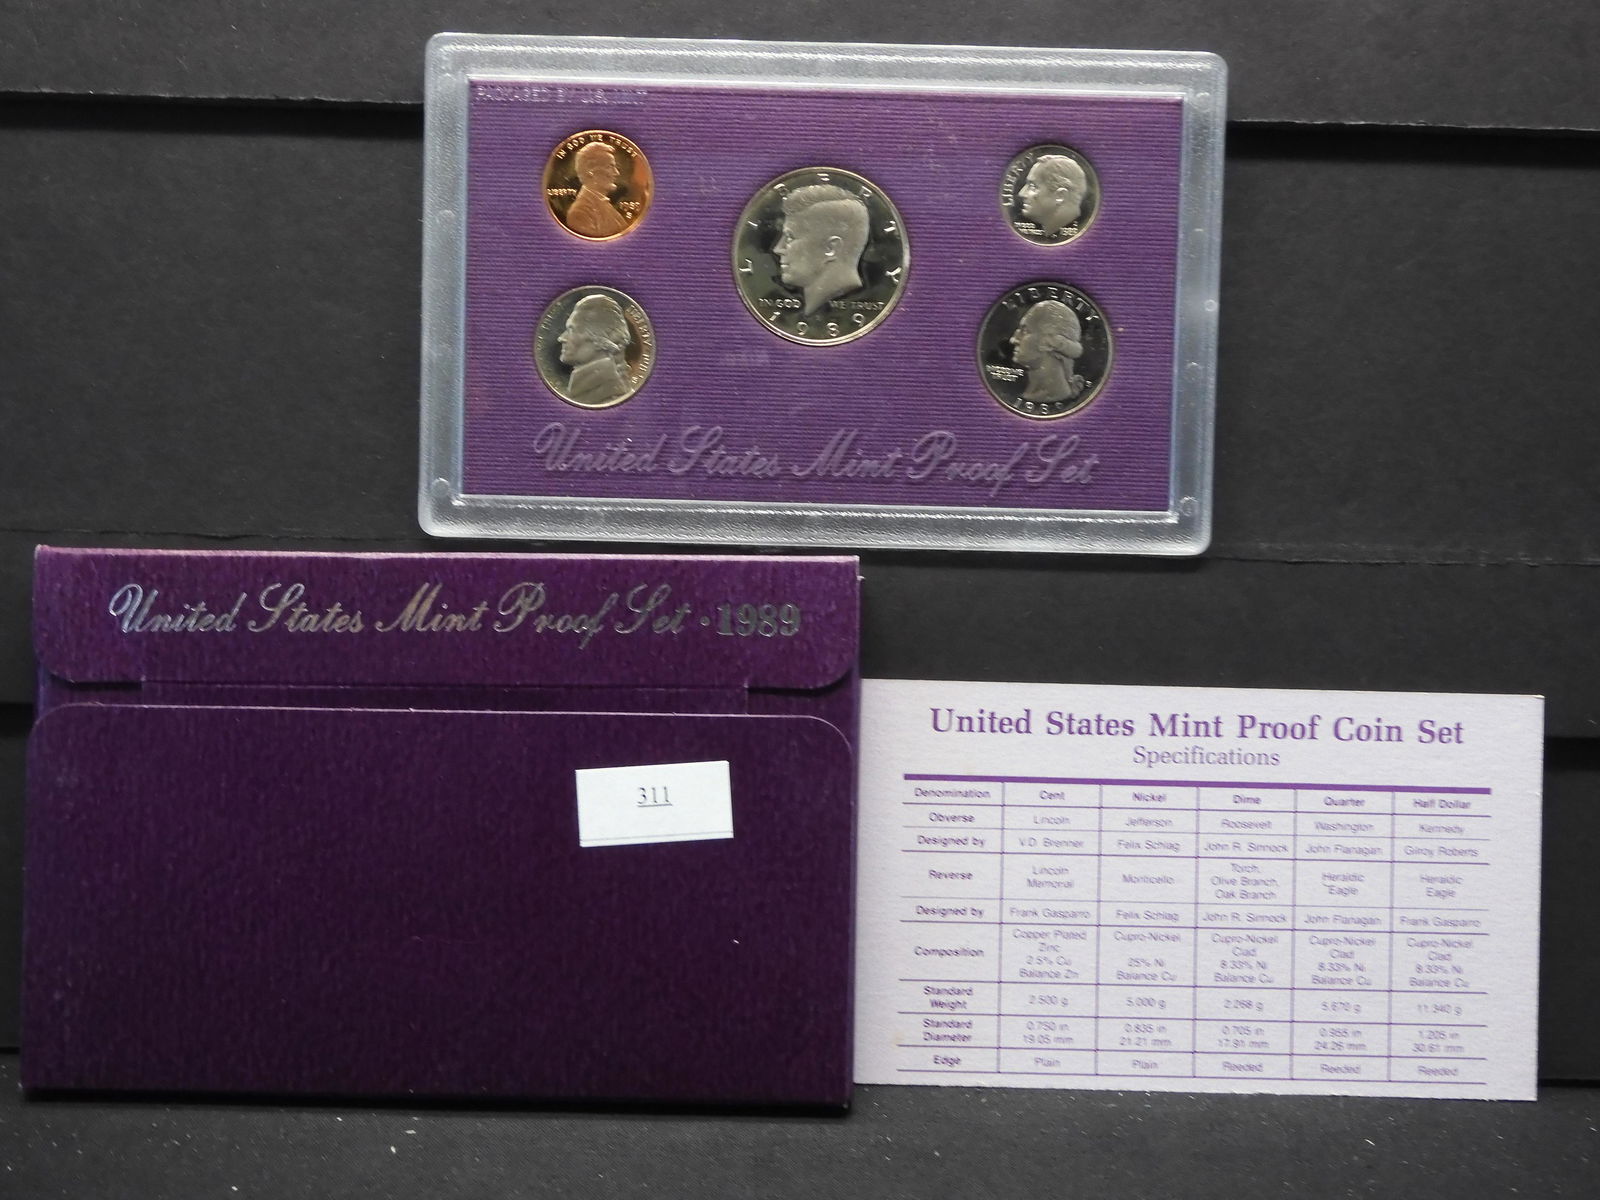 PACKAGED BY U.S. MINT
IN GOD WE TRUST
LIBERTY
1989
S
LIBERTY
IN GOD WE TRUST
1989
LIBERTY
IN GOD
WE TRUST
1989
LIBERTY
LIBERTY
IN GOD WE
TRUST
S
1989
United States Mint Proof Set
United States Mint Proof Set · 1989
311
United States Mint Proof Coin Set
Specifications
Denomination Cent Nickel Dime Quarter Half Dollar
Obverse Lincoln Jefferson Roosevelt Washington Kennedy
Designed by V.D. Brenner Felix Schlag John R. Sinnock John Flanagan Gilroy Roberts
Reverse Lincoln Memorial Monticello Torch, Olive Branch, Oak Branch Heraldic Eagle Heraldic Eagle
Designed by Frank Gasparro Felix Schlag John R. Sinnock John Flanagan Frank Gasparro
Composition Copper Plated Zinc 2.5% Cu Balance Zn Cupro-Nickel 25% Ni Balance Cu Cupro-Nickel Clad 8.33% Ni Balance Cu Cupro-Nickel Clad 8.33% Ni Balance Cu Cupro-Nickel Clad 8.33% Ni Balance Cu
Standard Weight 2.500 g 5.000 g 2.268 g 5.670 g 11.340 g
Standard Diameter 0.750 in 19.05 mm 0.835 in 21.21 mm 0.705 in 17.91 mm 0.955 in 24.26 mm 1.205 in 30.61 mm
Edge Plain Plain Reeded Reeded Reeded